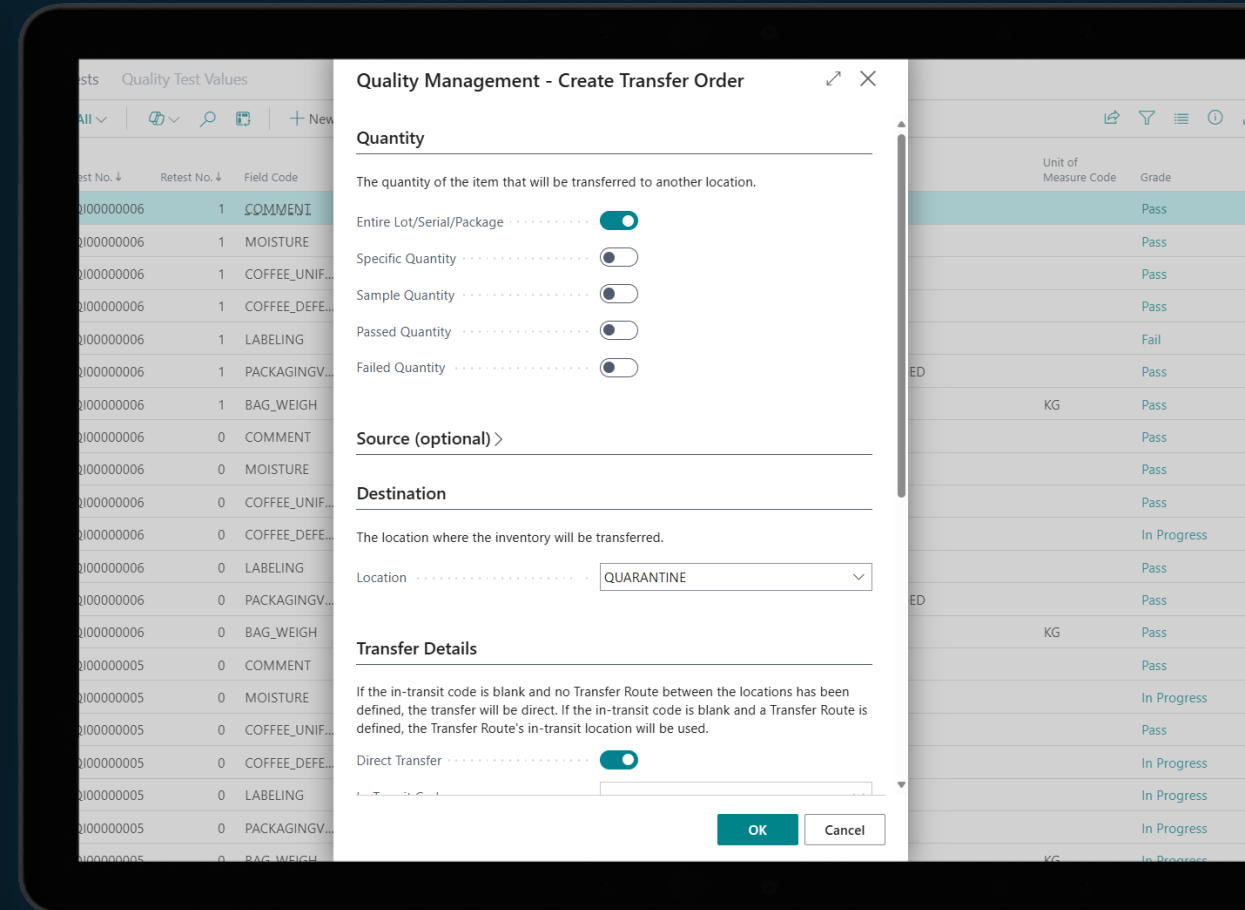 ests Quality Test Values
Quality Management - Create Transfer Order
All
New
Quantity
The quantity of the item that will be transferred to another location.
Entire Lot/Serial/Package
Specific Quantity
Sample Quantity
Passed Quantity
Failed Quantity
Source (optional)
Destination
The location where the inventory will be transferred.
Location QUARANTINE
Transfer Details
If the in-transit code is blank and no Transfer Route between the locations has been
defined, the transfer will be direct. If the in-transit code is blank and a Transfer Route is
defined, the Transfer Route's in-transit location will be used.
Direct Transfer
OK Cancel
est No. Retest No. Field Code
QI00000006 1 COMMENT
QI00000006 1 MOISTURE
QI00000006 1 COFFEE_UNIF...
QI00000006 1 COFFEE_DEFE...
QI00000006 1 LABELING
QI00000006 1 PACKAGINGV...
QI00000006 1 BAG_WEIGH
QI00000006 0 COMMENT
QI00000006 0 MOISTURE
QI00000006 0 COFFEE_UNIF...
QI00000006 0 COFFEE_DEFE...
QI00000006 0 LABELING
QI00000006 0 PACKAGINGV...
QI00000006 0 BAG_WEIGH
QI00000005 0 COMMENT
QI00000005 0 MOISTURE
QI00000005 0 COFFEE_UNIF...
QI00000005 0 COFFEE_DEFE...
QI00000005 0 LABELING
QI00000005 0 PACKAGINGV...
QI00000005 0 BAG_WEIGH
Unit of
Measure Code Grade
Pass
Pass
Pass
Pass
Fail
ED Pass
KG Pass
Pass
Pass
Pass
In Progress
Pass
ED Pass
KG Pass
Pass
In Progress
Pass
In Progress
In Progress
In Progress
KG In Progress